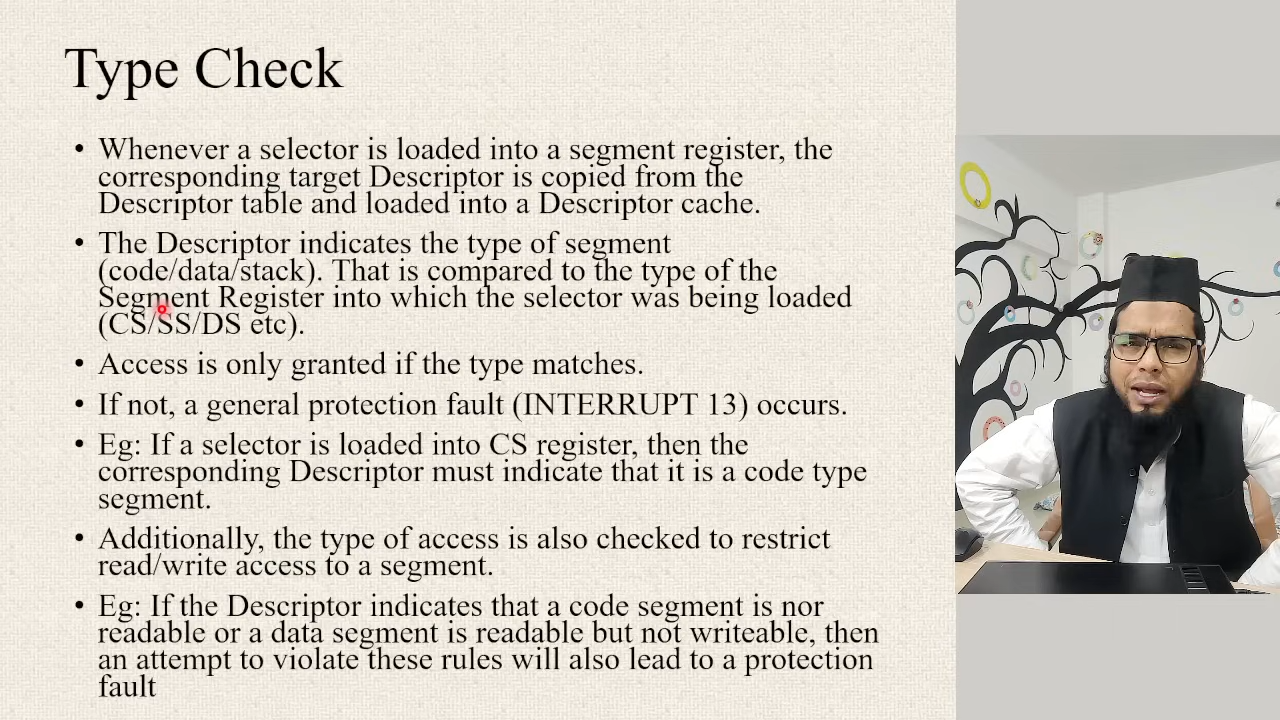 Type Check
• Whenever a selector is loaded into a segment register, the
corresponding target Descriptor is copied from the
Descriptor table and loaded into a Descriptor cache.
• The Descriptor indicates the type of segment
(code/data/stack). That is compared to the type of the
Segment Register into which the selector was being loaded
(CS/SS/DS etc).
• Access is only granted if the type matches.
• If not, a general protection fault (INTERRUPT 13) occurs.
• Eg: If a selector is loaded into CS register, then the
corresponding Descriptor must indicate that it is a code type
segment.
• Additionally, the type of access is also checked to restrict
read/write access to a segment.
• Eg: If the Descriptor indicates that a code segment is nor
readable or a data segment is readable but not writeable, then
an attempt to violate these rules will also lead to a protection
fault